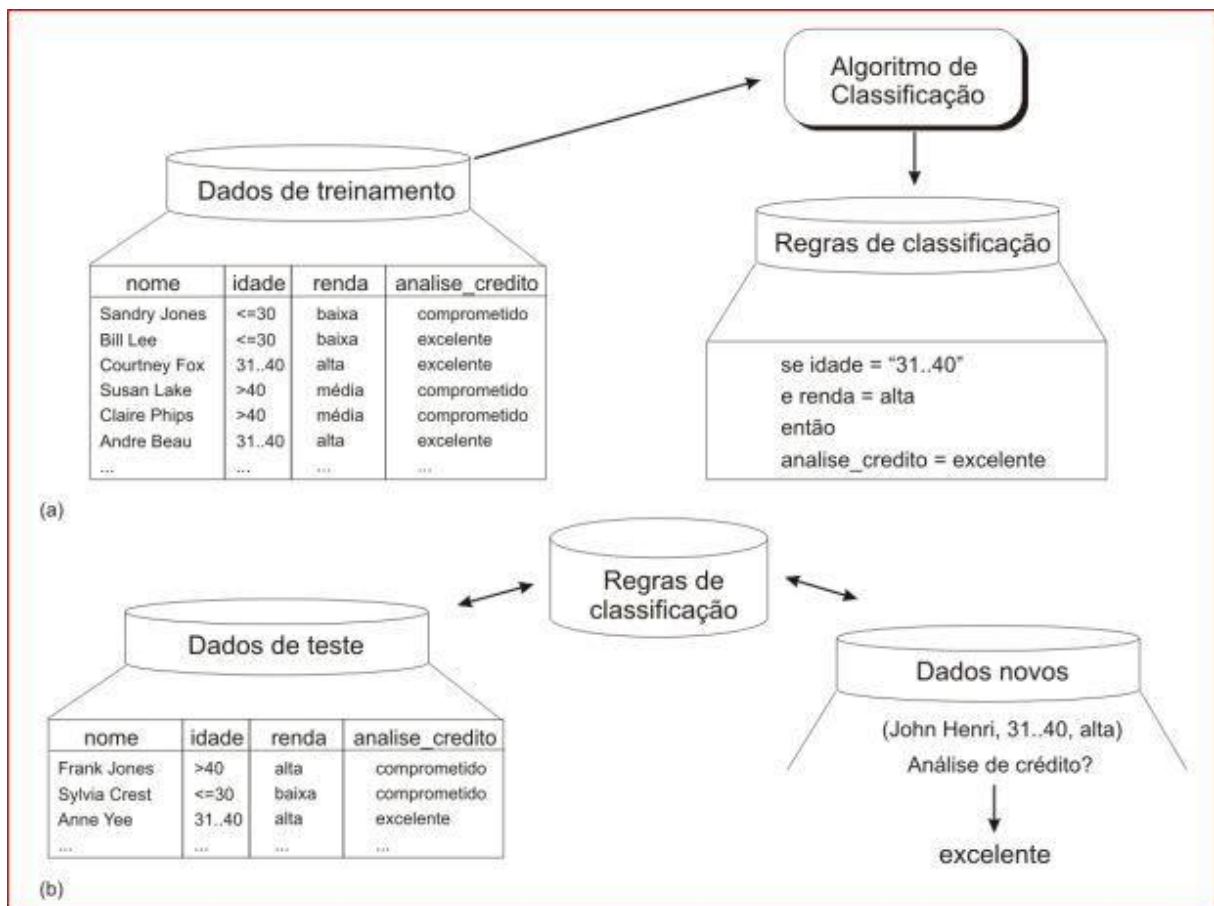 Algoritmo de
Classificação
Dados de treinamento
nome idade renda analise_credito
Sandry Jones <=30 baixa comprometido
Bill Lee <=30 baixa excelente
Courtney Fox 31..40 alta excelente
Susan Lake >40 média comprometido
Claire Phips >40 média comprometido
Andre Beau 31..40 alta excelente
... ... ... ...
Regras de classificação
se idade = “31..40”
e renda = alta
então
analise_credito = excelente
(a)
Regras de
classificação
Dados de teste
nome idade renda analise_credito
Frank Jones >40 alta comprometido
Sylvia Crest <=30 baixa comprometido
Anne Yee 31..40 alta excelente
... ... ... ...
Dados novos
(John Henri, 31..40, alta)
Análise de crédito?
excelente
(b)